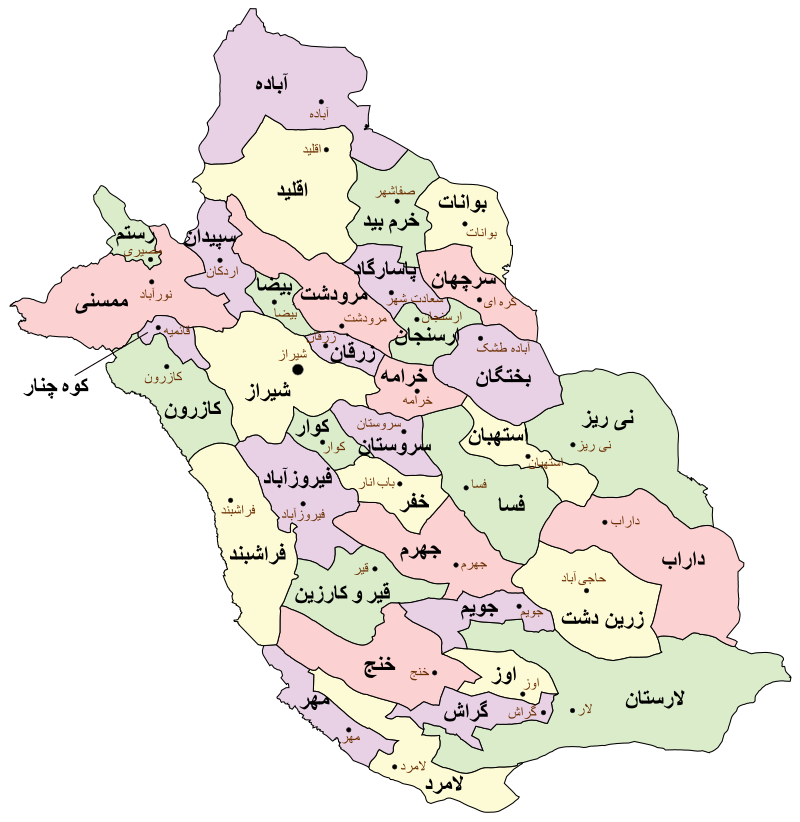 آباده
آباده
اقلید
اقلید
صفاشهر
خرم بید
بوانات
بوانات
رستم
مصیری
سپیدان
اردکان
ممسنی
نورآباد
بیضا
بیضا
مرودشت
مرودشت
پاسارگاد
سعادت شهر
سرچهان
کره ای
ارسنجان
ارسنجان
قائمیه
کوه چنار
زرقان
زرقان
آباده طشک
بختگان
شیراز
شیراز
خرامه
خرامه
کازرون
کازرون
کوار
کوار
سروستان
سروستان
استهبان
استهبان
نی ریز
نی ریز
فیروزآباد
فیروزآباد
باب انار
خفر
فسا
فسا
فراشبند
فراشبند
داراب
داراب
جهرم
جهرم
قیر
قیر و کارزین
حاجی آباد
زرین دشت
جویم
جویم
خنج
خنج
اوز
اوز
لارستان
لار
گراش
گراش
مهر
مهر
لامرد
لامرد